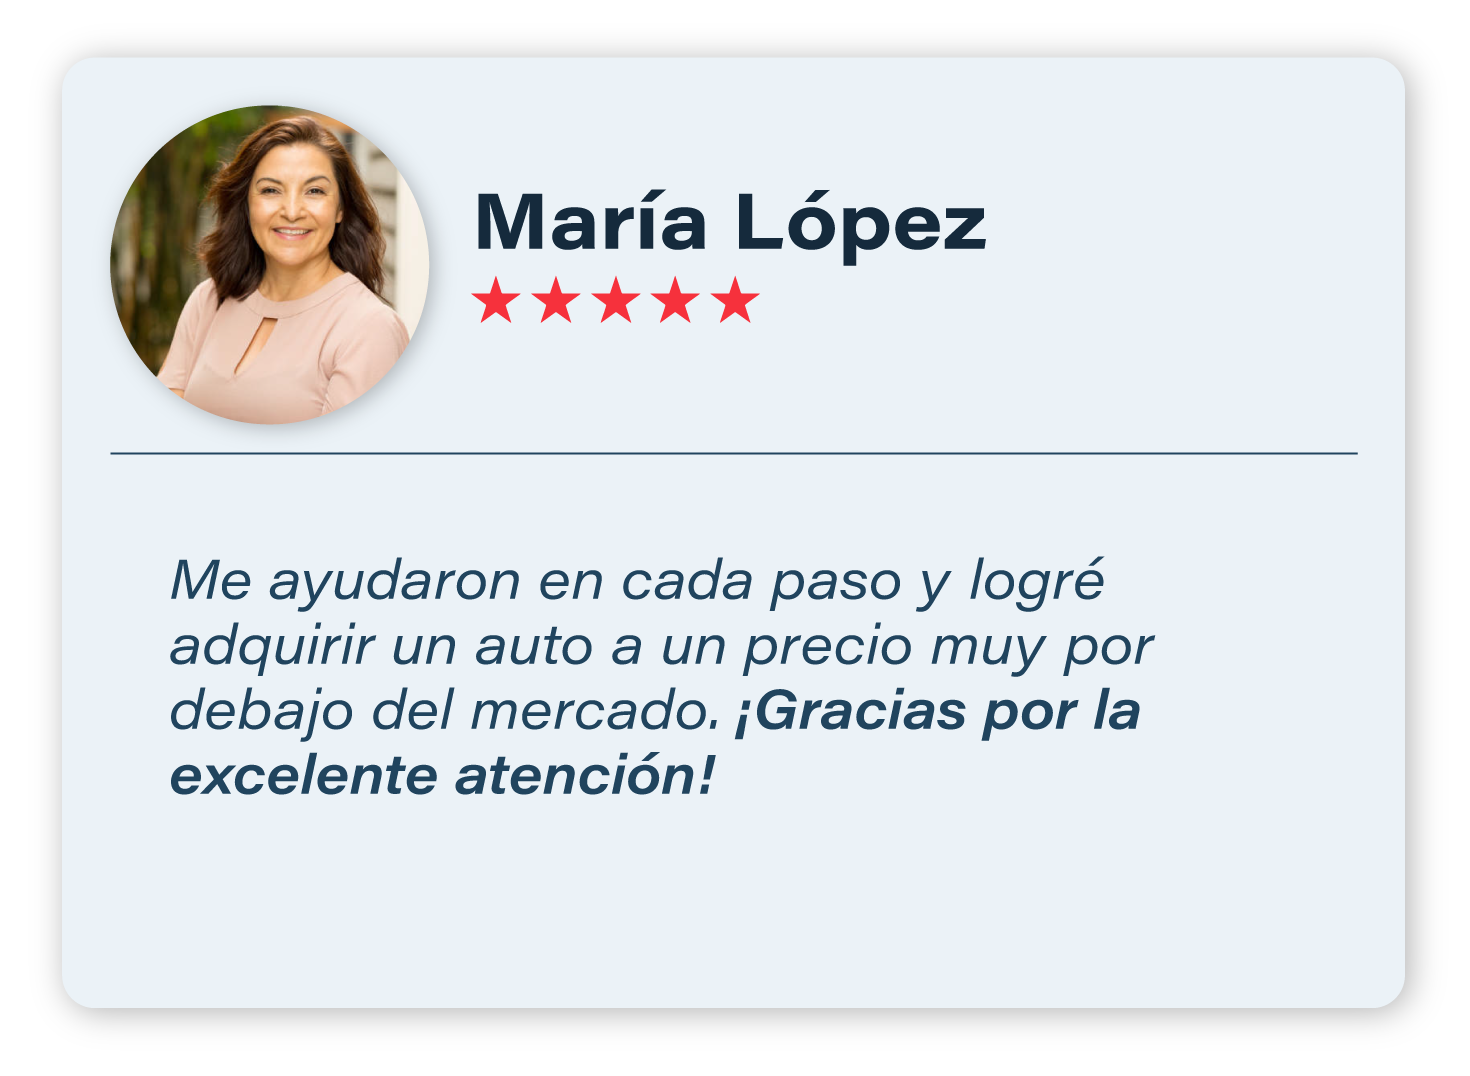 María López
Me ayudaron en cada paso y logré
adquirir un auto a un precio muy por
debajo del mercado. ¡Gracias por la
excelente atención!